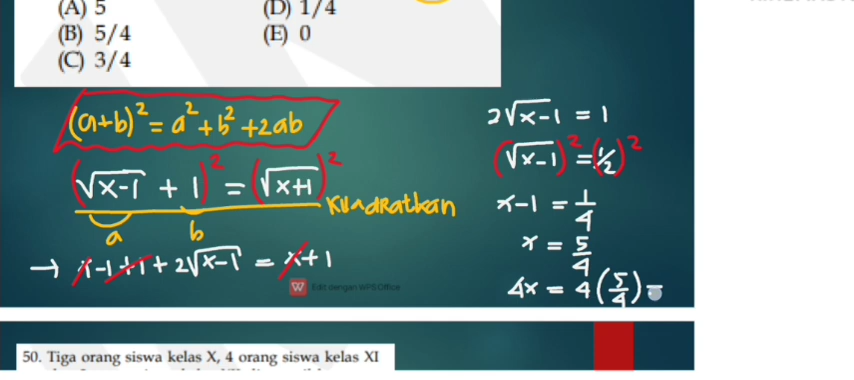 (A) 5 (D) 1/4
(B) 5/4 (E) 0
(C) 3/4
(a+b)² = a² + b² + 2ab
(√x-1 + 1)² = (√x+1)²
Kuadratkan
a b
→ x-1+1 + 2√x-1 = x+1
2√x-1 = 1
(√x-1)² = (1/2)²
x-1 = 1/4
x = 5/4
4x = 4(5/4) =
W Edit dengan WPS Office
50. Tiga orang siswa kelas X, 4 orang siswa kelas XI